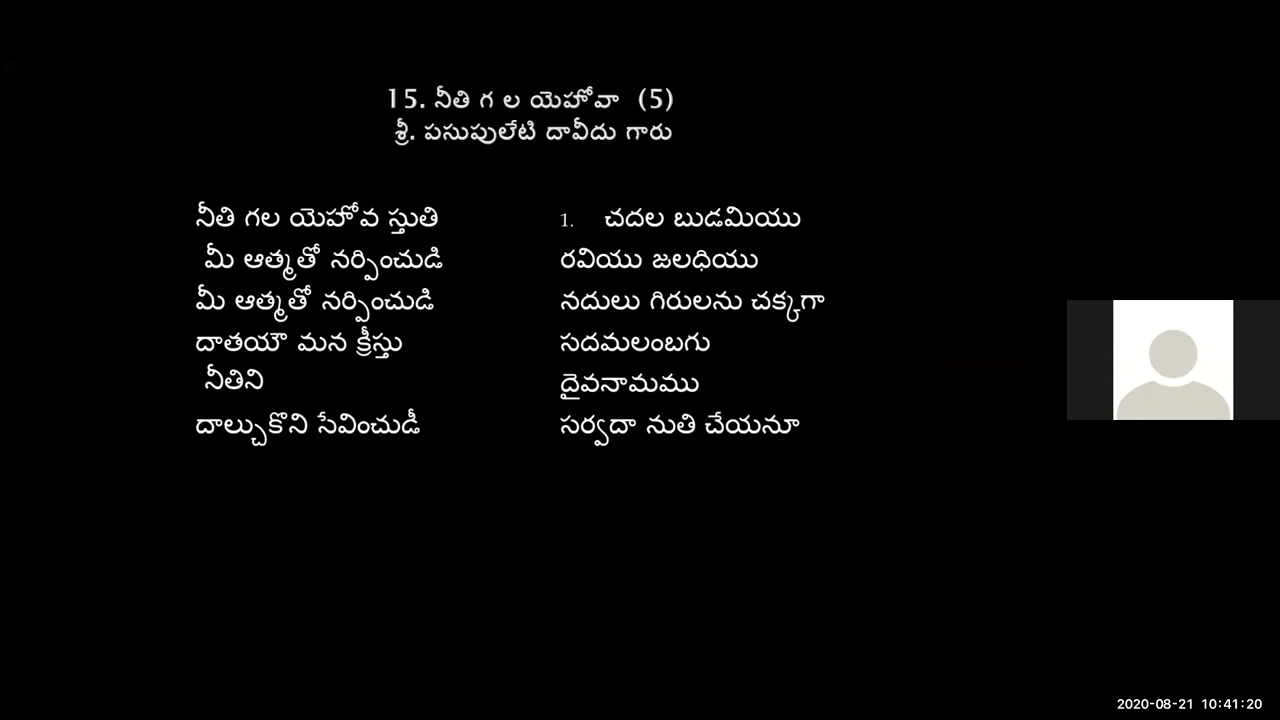 15. నీతి గ ల యెహోవా (5)
శ్రీ. పసుపులేటి దావీదు గారు
నీతి గల యెహోవ స్తుతి
మీ ఆత్మతో నర్పించుడి
మీ ఆత్మతో నర్పించుడి
దాతయౌ మన క్రీస్తు
నీతిని
దాల్చుకొని సేవించుడీ
1. చదల బుడమియు
రవియు జలధియు
నదులు గిరులను చక్కగా
సదమలంబగు
దైవనామము
సర్వదా నుతి చేయనూ
2020-08-21 10:41:20